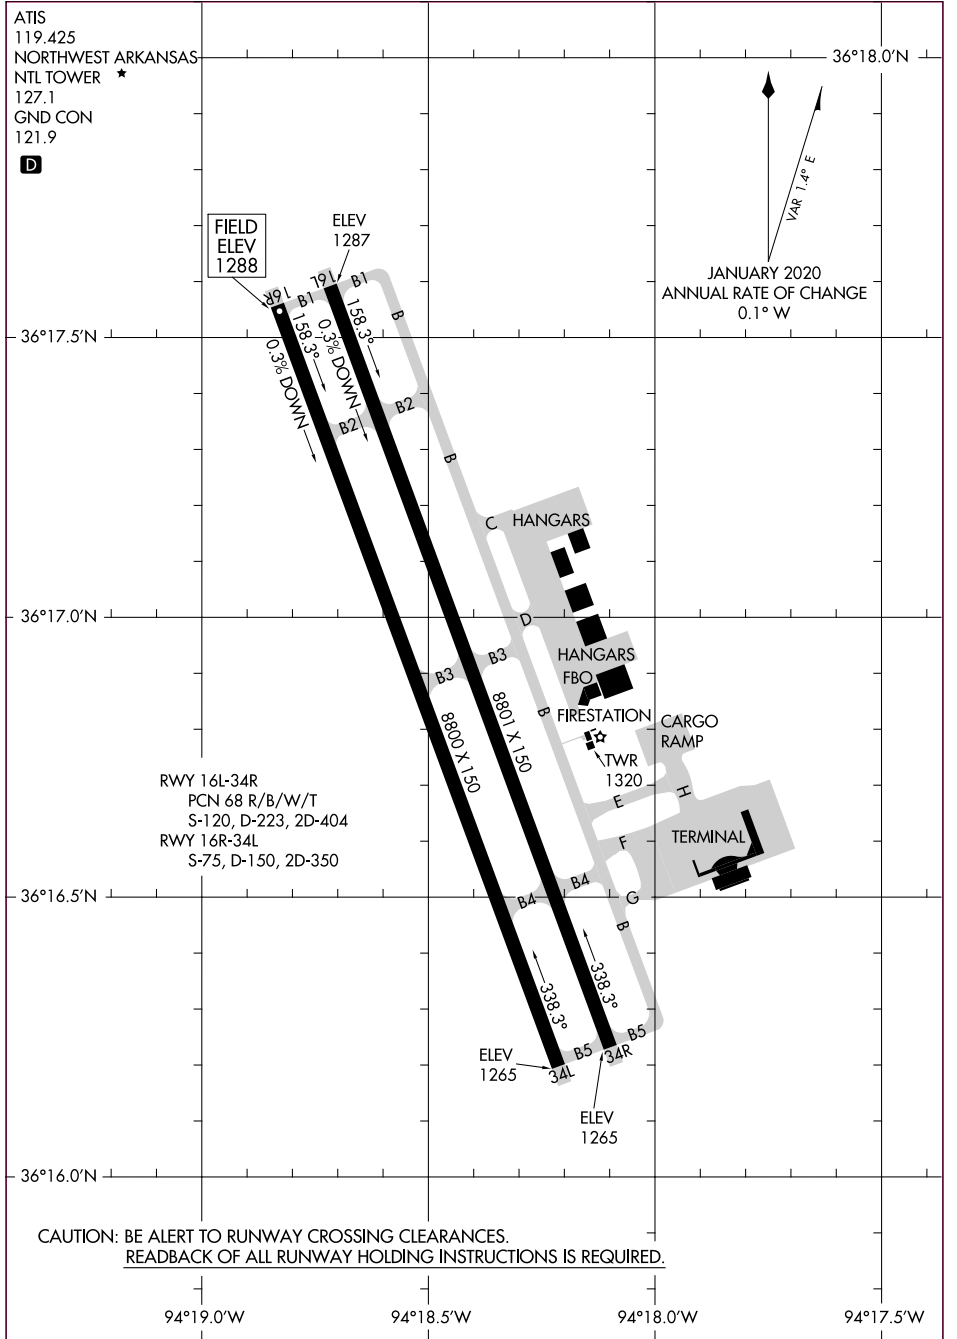 ATIS
119.425
NORTHWEST ARKANSAS
NTL TOWER ★
127.1
GND CON
121.9
D
36°18.0'N
VAR 1.4° E
JANUARY 2020
ANNUAL RATE OF CHANGE
0.1° W
FIELD
ELEV
1288
ELEV
1287
16R
B1
16L
B1
B
158.3°
158.3°
36°17.5'N
0.3% DOWN
0.3% DOWN
B2
B2
B
C
HANGARS
36°17.0'N
D
HANGARS
B3
B3
FBO
B
8800 X 150
8801 X 150
FIRESTATION
CARGO
RAMP
TWR
1320
RWY 16L-34R
PCN 68 R/B/W/T
S-120, D-223, 2D-404
RWY 16R-34L
S-75, D-150, 2D-350
E
H
F
TERMINAL
36°16.5'N
B4
B4
G
B
338.3°
338.3°
B5
B5
34L
34R
ELEV
1265
ELEV
1265
36°16.0'N
CAUTION: BE ALERT TO RUNWAY CROSSING CLEARANCES.
READBACK OF ALL RUNWAY HOLDING INSTRUCTIONS IS REQUIRED.
94°19.0'W
94°18.5'W
94°18.0'W
94°17.5'W